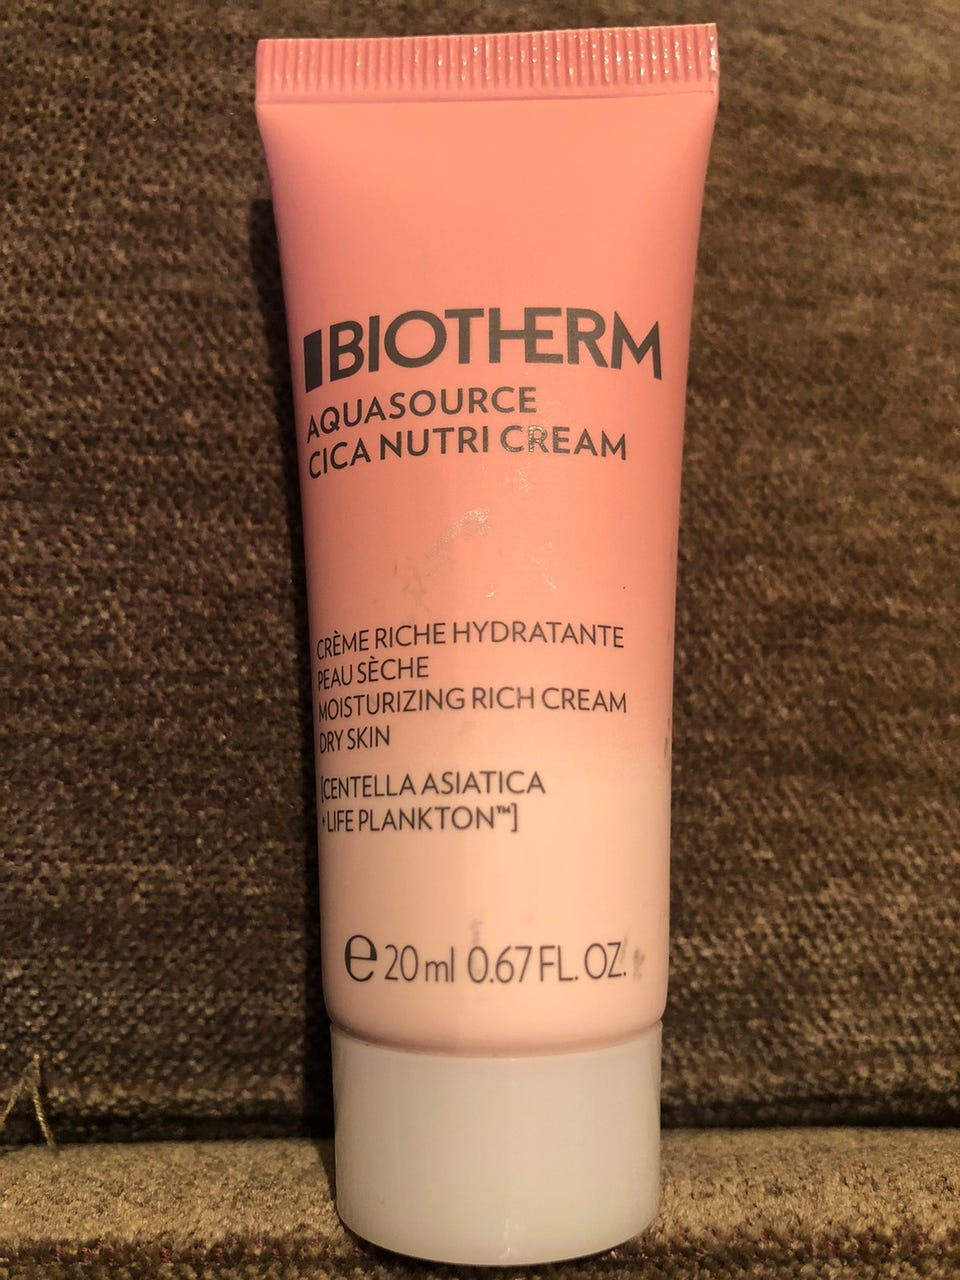 BIOTHERM
AQUASOURCE
CICA NUTRI CREAM
CRÈME RICHE HYDRATANTE
PEAU SÈCHE
MOISTURIZING RICH CREAM
DRY SKIN
[CENTELLA ASIATICA
+LIFE PLANKTON™]
e 20 ml 0.67 FL. OZ.